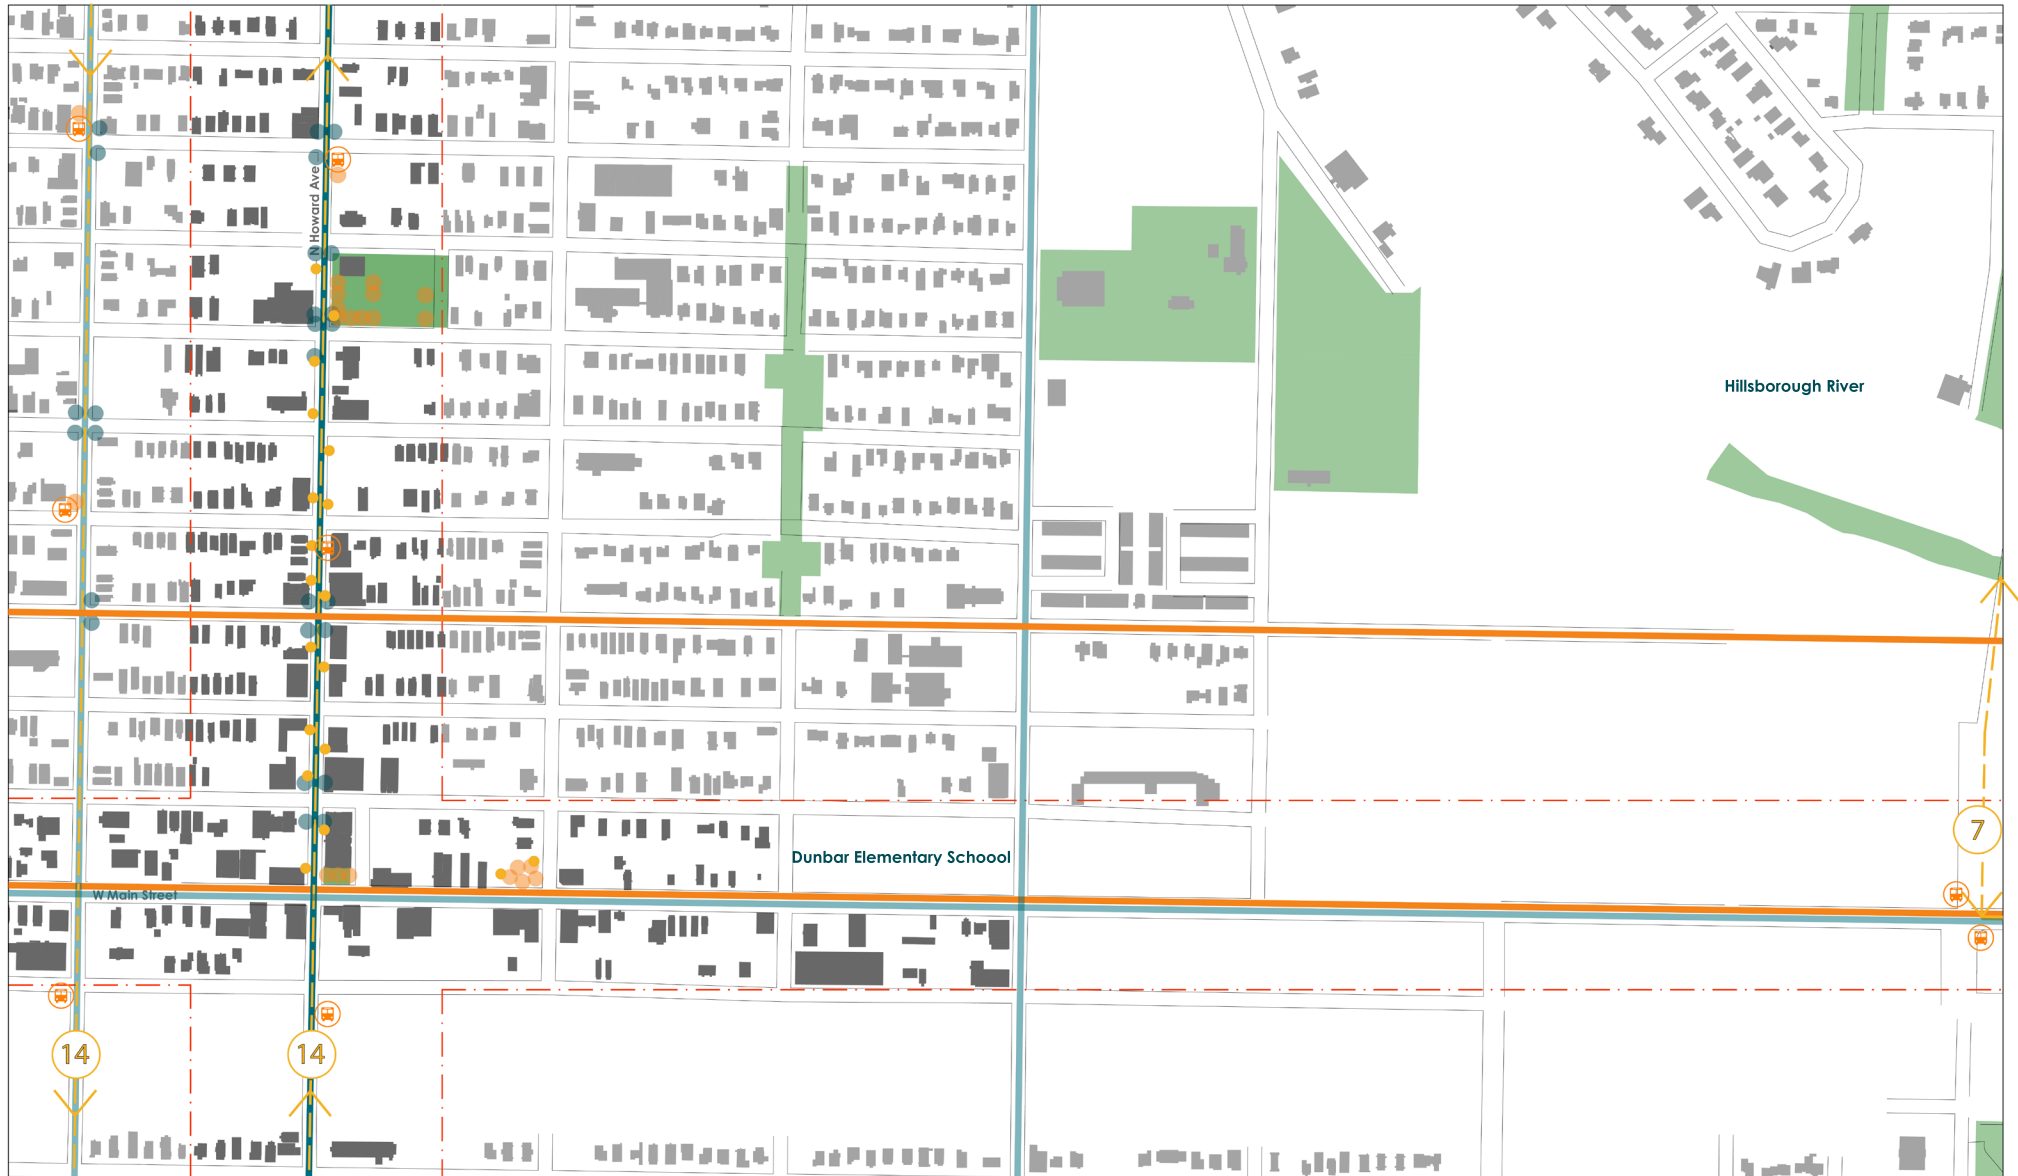 N Howard Ave
Hillsborough River
7
Dunbar Elementary Schoool
W Main Street
14
14